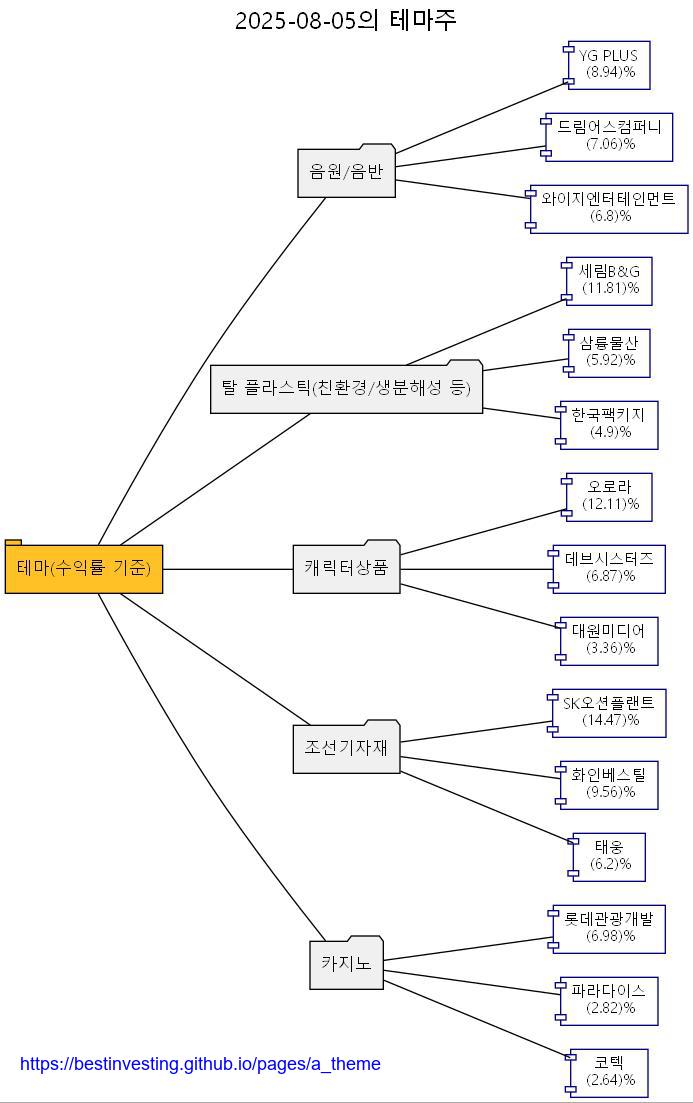 2025-08-05의 테마주
YG PLUS
(8.94)%
드림어스컴퍼니
(7.06)%
음원/음반
와이지엔터테인먼트
(6.8)%
세림B&G
(11.81)%
삼륭물산
(5.92)%
탈 플라스틱(친환경/생분해성 등)
한국팩키지
(4.9)%
오로라
(12.11)%
테마(수익률 기준)
캐릭터상품
데브시스터즈
(6.87)%
대원미디어
(3.36)%
SK오션플랜트
(14.47)%
조선기자재
화인베스틸
(9.56)%
태웅
(6.2)%
롯데관광개발
(6.98)%
카지노
파라다이스
(2.82)%
코텍
(2.64)%
https://bestinvesting.github.io/pages/a_theme